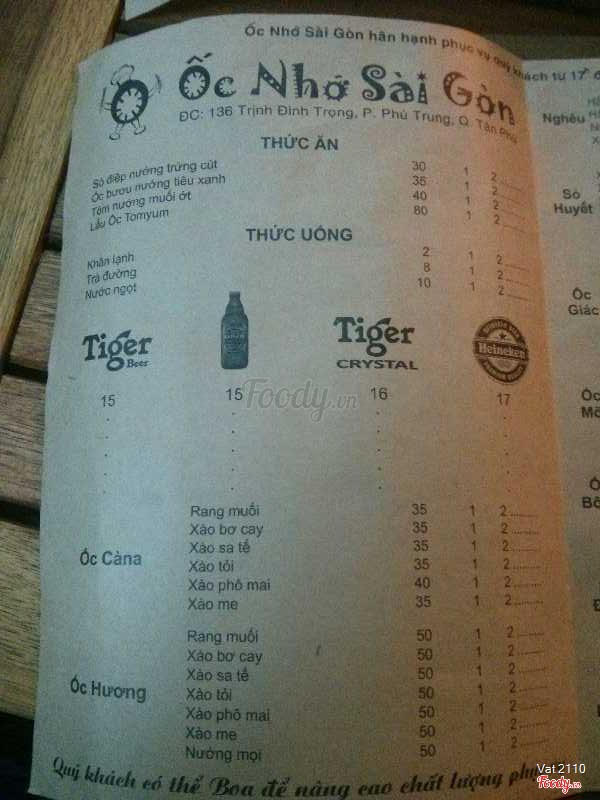 Ốc Nhớ Sài Gòn hân hạnh phục vụ quý khách từ 17h
Ốc Nhớ Sài Gòn
ĐC: 136 Trịnh Đình Trọng, P. Phú Trung, Q. Tân Phú
THỨC ĂN
Sò điệp nướng trứng cút 30 1 2.......
Ốc bươu nướng tiêu xanh 35 1 2.......
Tôm nướng muối ớt 40 1 2.......
Lẩu Ốc Tomyum 80 1 2.......
THỨC UỐNG
Khăn lạnh 2 1 2.......
Trà đường 8 1 2.......
Nước ngọt 10 1 2.......
Tiger Beer
Tiger CRYSTAL
Heineken
15 15 16 17
Foody.vn
Ốc Càna
Rang muối 35 1 2.......
Xào bơ cay 35 1 2.......
Xào sa tế 35 1 2.......
Xào tỏi 35 1 2.......
Xào phô mai 40 1 2.......
Xào me 35 1 2.......
Ốc Hương
Rang muối 50 1 2.......
Xào bơ cay 50 1 2.......
Xào sa tế 50 1 2.......
Xào tỏi 50 1 2.......
Xào phô mai 50 1 2.......
Xào me 50 1 2.......
Nướng mọi 50 1 2.......
Quý khách có thể Boa để nâng cao chất lượng
Nghêu
Sò
Huyết
Ốc
Giác
Ốc
Vat2110
Foody.vn